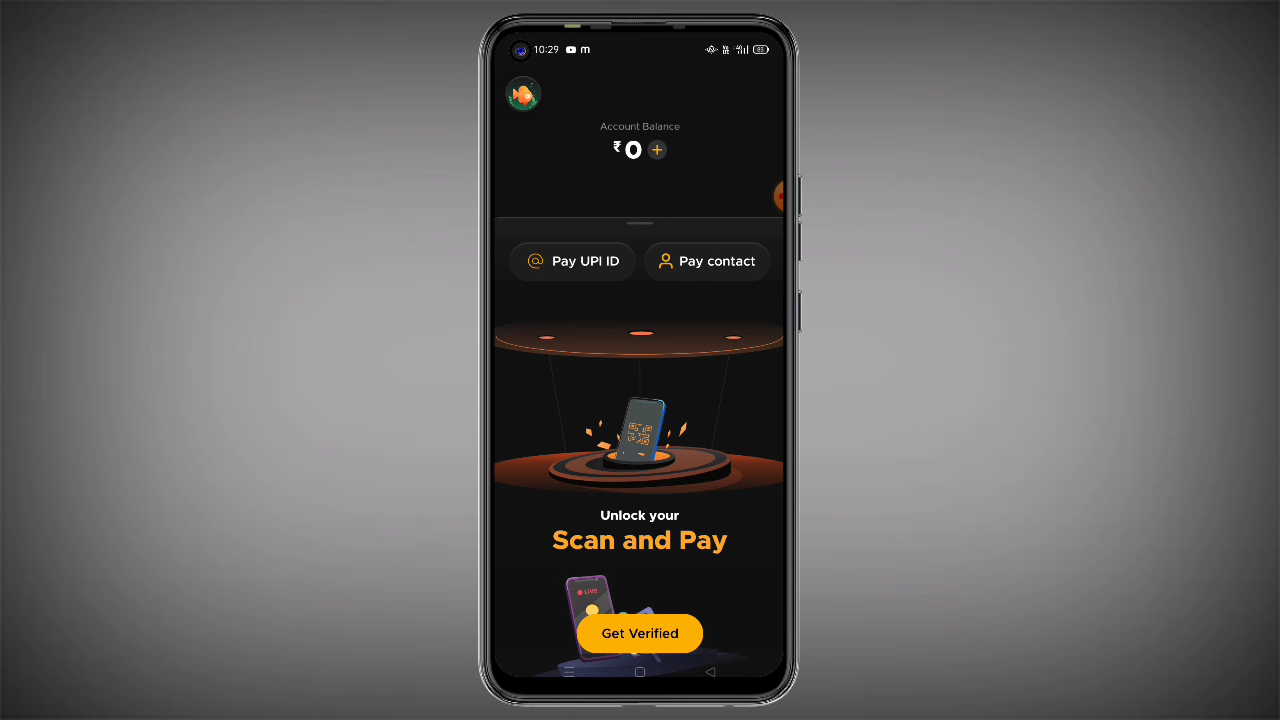 10:29 m
Account Balance
₹0 +
Pay UPI ID
Pay contact
Unlock your
Scan and Pay
LIVE
Get Verified